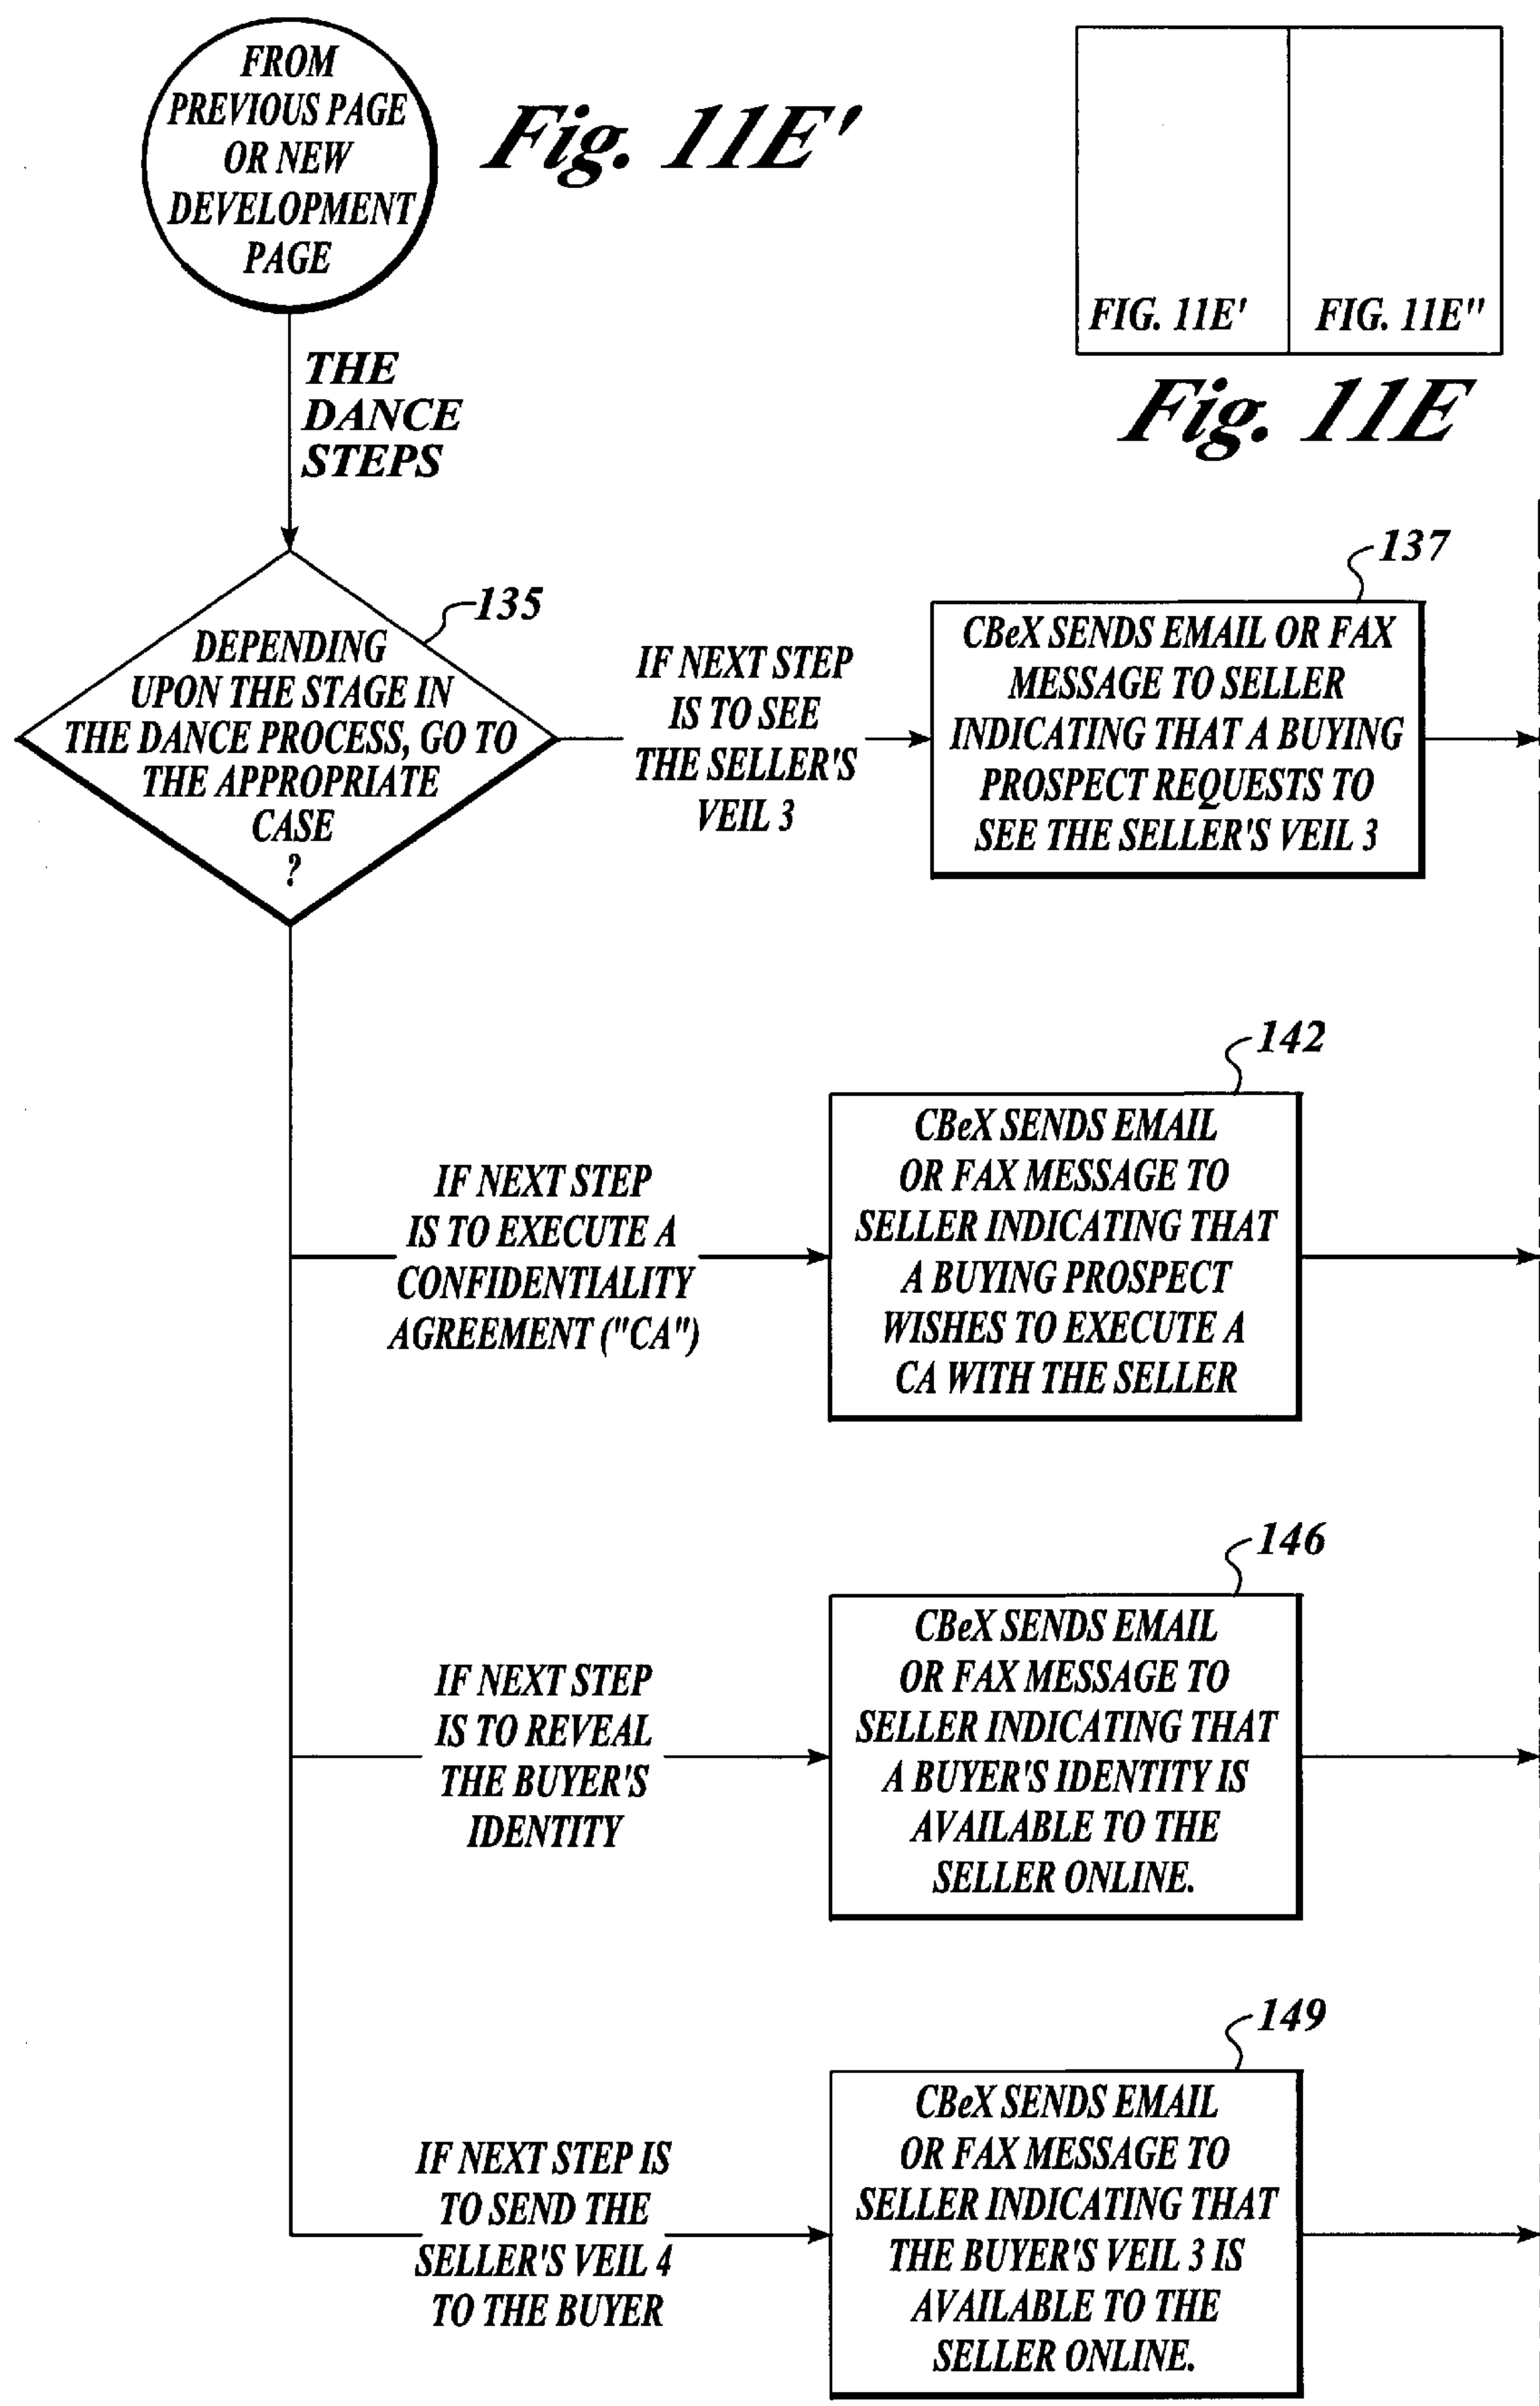 FROM
PREVIOUS PAGE
OR NEW
DEVELOPMENT
PAGE
Fig. 11E'
FIG. 11E'
FIG. 11E"
Fig. 11E
THE
DANCE
STEPS
135
DEPENDING
UPON THE STAGE IN
THE DANCE PROCESS, GO TO
THE APPROPRIATE
CASE
?
IF NEXT STEP
IS TO SEE
THE SELLER'S
VEIL 3
137
CBeX SENDS EMAIL OR FAX
MESSAGE TO SELLER
INDICATING THAT A BUYING
PROSPECT REQUESTS TO
SEE THE SELLER'S VEIL 3
IF NEXT STEP
IS TO EXECUTE A
CONFIDENTIALITY
AGREEMENT ("CA")
142
CBeX SENDS EMAIL
OR FAX MESSAGE TO
SELLER INDICATING THAT
A BUYING PROSPECT
WISHES TO EXECUTE A
CA WITH THE SELLER
IF NEXT STEP
IS TO REVEAL
THE BUYER'S
IDENTITY
146
CBeX SENDS EMAIL
OR FAX MESSAGE TO
SELLER INDICATING THAT
A BUYER'S IDENTITY IS
AVAILABLE TO THE
SELLER ONLINE.
IF NEXT STEP IS
TO SEND THE
SELLER'S VEIL 4
TO THE BUYER
149
CBeX SENDS EMAIL
OR FAX MESSAGE TO
SELLER INDICATING THAT
THE BUYER'S VEIL 3 IS
AVAILABLE TO THE
SELLER ONLINE.